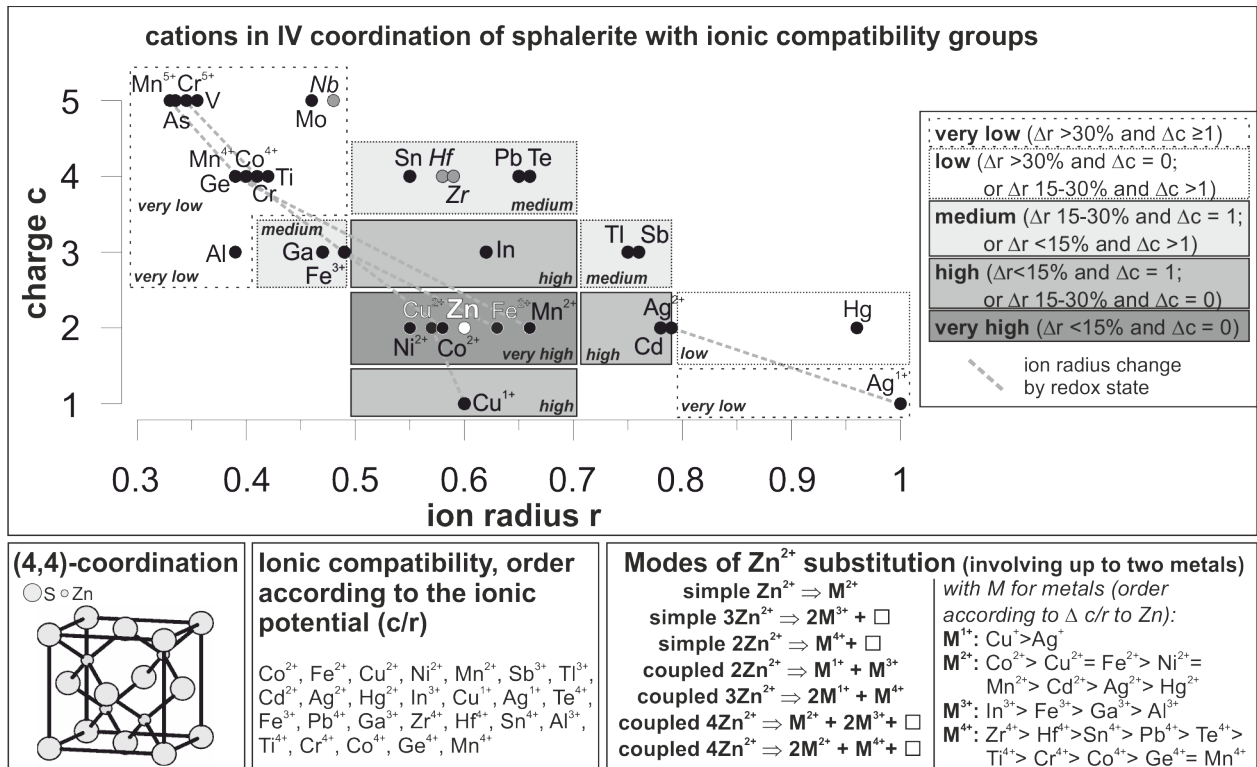 cations in IV coordination of sphalerite with ionic compatibility groups
charge c
5
4
3
2
1
Mn⁵⁺ Cr⁵⁺
V
As
Nb
Mo
Mn⁴⁺ Co⁴⁺
Ge
Ti
Cr
very low
Sn Hf
Zr
Pb Te
medium
Al
very low
medium
Ga
Fe³⁺
In
high
Tl Sb
medium
Cu²⁺ Zn Fe²⁺ Mn²⁺
Ni²⁺ Co²⁺
very high
Ag²⁺
Cd
high
Hg
low
Cu¹⁺
high
Ag¹⁺
very low
0.3 0.4 0.5 0.6 0.7 0.8 0.9 1
ion radius r
very low (Δr >30% and Δc ≥1)
low (Δr >30% and Δc = 0;
or Δr 15-30% and Δc >1)
medium (Δr 15-30% and Δc = 1;
or Δr <15% and Δc >1)
high (Δr<15% and Δc = 1;
or Δr 15-30% and Δc = 0)
very high (Δr <15% and Δc = 0)
ion radius change
by redox state
(4,4)-coordination
S Zn
Ionic compatibility, order
according to the ionic
potential (c/r)
Co²⁺, Fe²⁺, Cu²⁺, Ni²⁺, Mn²⁺, Sb³⁺, Tl³⁺,
Cd²⁺, Ag²⁺, Hg²⁺, In³⁺, Cu¹⁺, Ag¹⁺, Te⁴⁺,
Fe³⁺, Pb⁴⁺, Ga³⁺, Zr⁴⁺, Hf⁴⁺, Sn⁴⁺, Al³⁺,
Ti⁴⁺, Cr⁴⁺, Co⁴⁺, Ge⁴⁺, Mn⁴⁺
Modes of Zn²⁺ substitution (involving up to two metals)
simple Zn²⁺ ⇒ M²⁺
simple 3Zn²⁺ ⇒ 2M³⁺ + □
simple 2Zn²⁺ ⇒ M⁴⁺+ □
coupled 2Zn²⁺ ⇒ M¹⁺ + M³⁺
coupled 3Zn²⁺ ⇒ 2M¹⁺ + M⁴⁺
coupled 4Zn²⁺ ⇒ M²⁺ + 2M³⁺+ □
coupled 4Zn²⁺ ⇒ 2M²⁺ + M⁴⁺+ □
with M for metals (order
according to Δ c/r to Zn):
M¹⁺: Cu⁺>Ag⁺
M²⁺: Co²⁺> Cu²⁺= Fe²⁺> Ni²⁺=
Mn²⁺> Cd²⁺> Ag²⁺> Hg²⁺
M³⁺: In³⁺> Fe³⁺> Ga³⁺> Al³⁺
M⁴⁺: Zr⁴⁺> Hf⁴⁺>Sn⁴⁺> Pb⁴⁺> Te⁴⁺>
Ti⁴⁺> Cr⁴⁺> Co⁴⁺> Ge⁴⁺= Mn⁴⁺